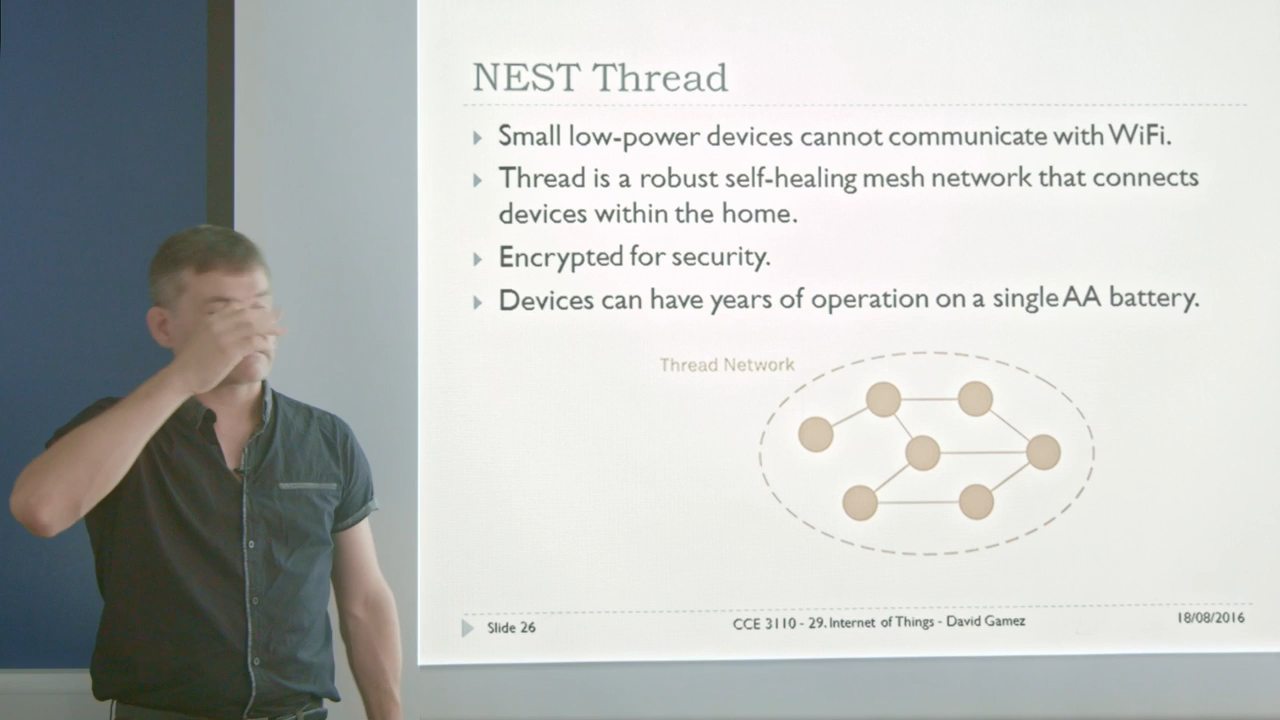 NEST Thread
Small low-power devices cannot communicate with WiFi.
Thread is a robust self-healing mesh network that connects
devices within the home.
Encrypted for security.
Devices can have years of operation on a single AA battery.
Thread Network
Slide 26
CCE 3110 - 29. Internet of Things - David Gamez
18/08/2016